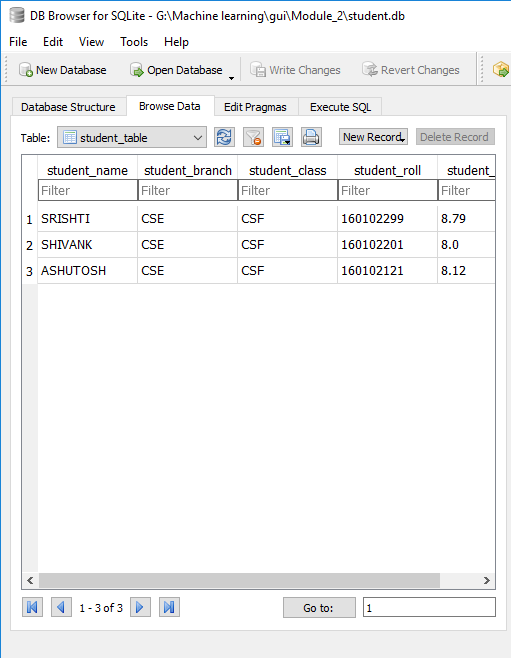 DB Browser for SQLite - G:\Machine learning\gui\Module_2\student.db
File Edit View Tools Help
New Database Open Database Write Changes Revert Changes
Database Structure Browse Data Edit Pragmas Execute SQL
Table: student_table New Record Delete Record
student_name student_branch student_class student_roll student_
Filter Filter Filter Filter Filter
1 SRISHTI CSE CSF 160102299 8.79
2 SHIVANK CSE CSF 160102201 8.0
3 ASHUTOSH CSE CSF 160102121 8.12
1 - 3 of 3 Go to: 1